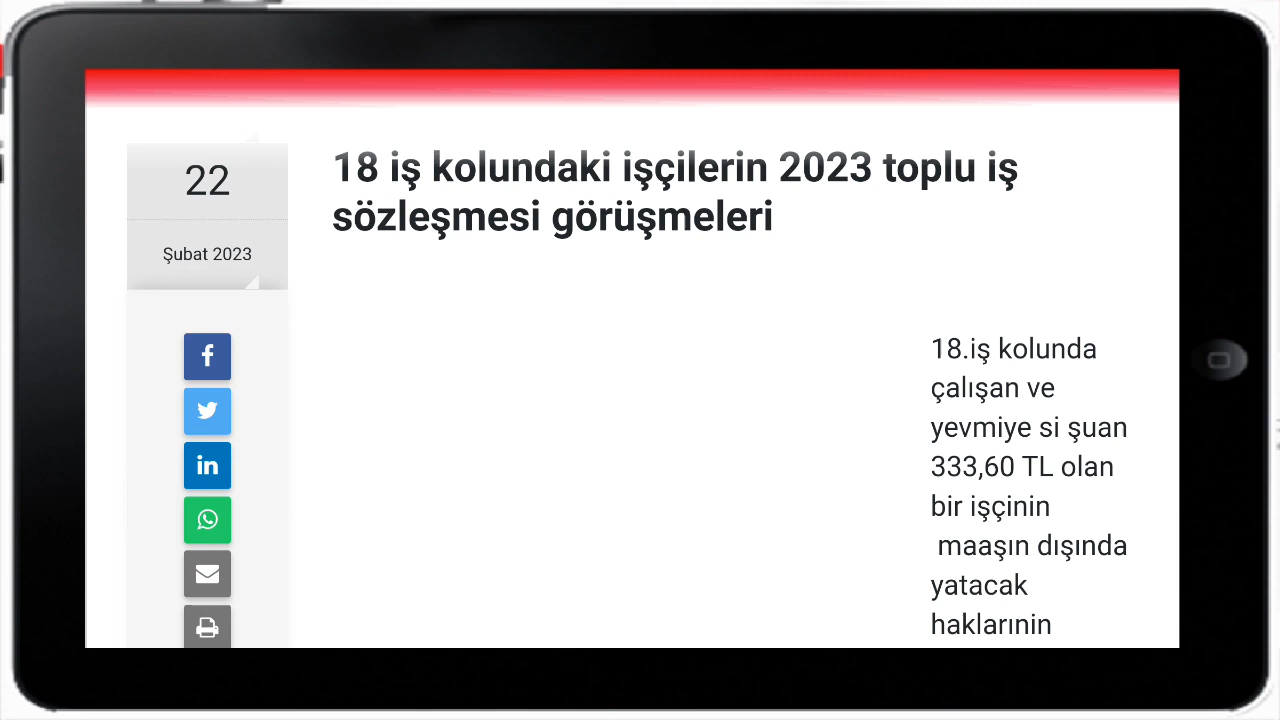 22
Şubat 2023
18 iş kolundaki işçilerin 2023 toplu iş
sözleşmesi görüşmeleri
18.iş kolunda
çalışan ve
yevmiye si şuan
333,60 TL olan
bir işçinin
maaşın dışında
yatacak
haklarının